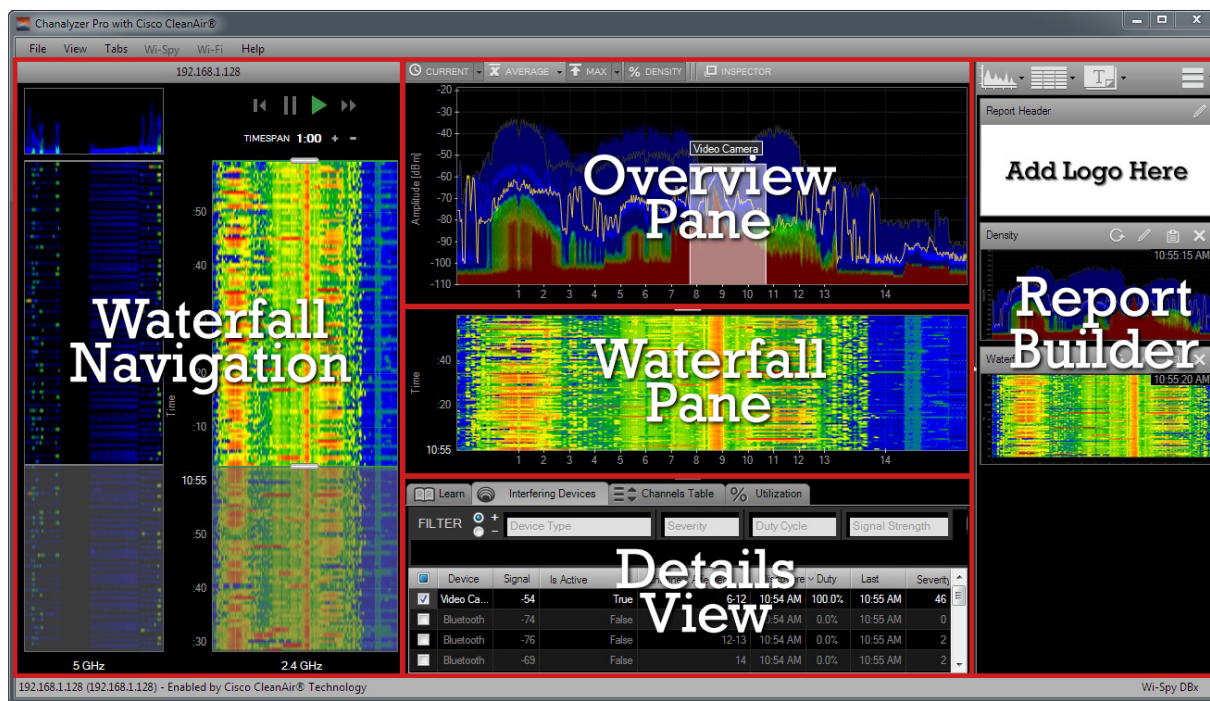 Chanalyzer Pro with Cisco CleanAir®
File View Tabs Wi-Spy Wi-Fi Help
192.168.1.128
TIMESPAN 1:00 + -
:50
:40
:20
:10
10:55
:50
:40
:30
Time
5 GHz 2.4 GHz
Waterfall
Navigation
CURRENT AVERAGE MAX % DENSITY INSPECTOR
Amplitude [dBm]
-20
-30
-40
-50
-60
-70
-80
-90
-100
-110
Video Camera
1 2 3 4 5 6 7 8 9 10 11 12 13 14
Overview
Pane
Time
:40
:20
10:55
1 2 3 4 5 6 7 8 9 10 11 12 13 14
Waterfall
Pane
Learn Interfering Devices Channels Table % Utilization
FILTER + - Device Type Severity Duty Cycle Signal Strength
Device Signal Is Active Duty Last Severity
Video Ca... -54 True 6-12 10:54 AM 100.0% 10:55 AM 46
Bluetooth -74 False 10:54 AM 0.0% 10:55 AM 0
Bluetooth -76 False 12-13 10:54 AM 0.0% 10:55 AM 2
Bluetooth -69 False 14 10:54 AM 0.0% 10:55 AM 2
Details
View
T
Report Header
Add Logo Here
Density
10:55:15 AM
10:55:20 AM
Report
Builder
192.168.1.128 (192.168.1.128) - Enabled by Cisco CleanAir® Technology
Wi-Spy DBx